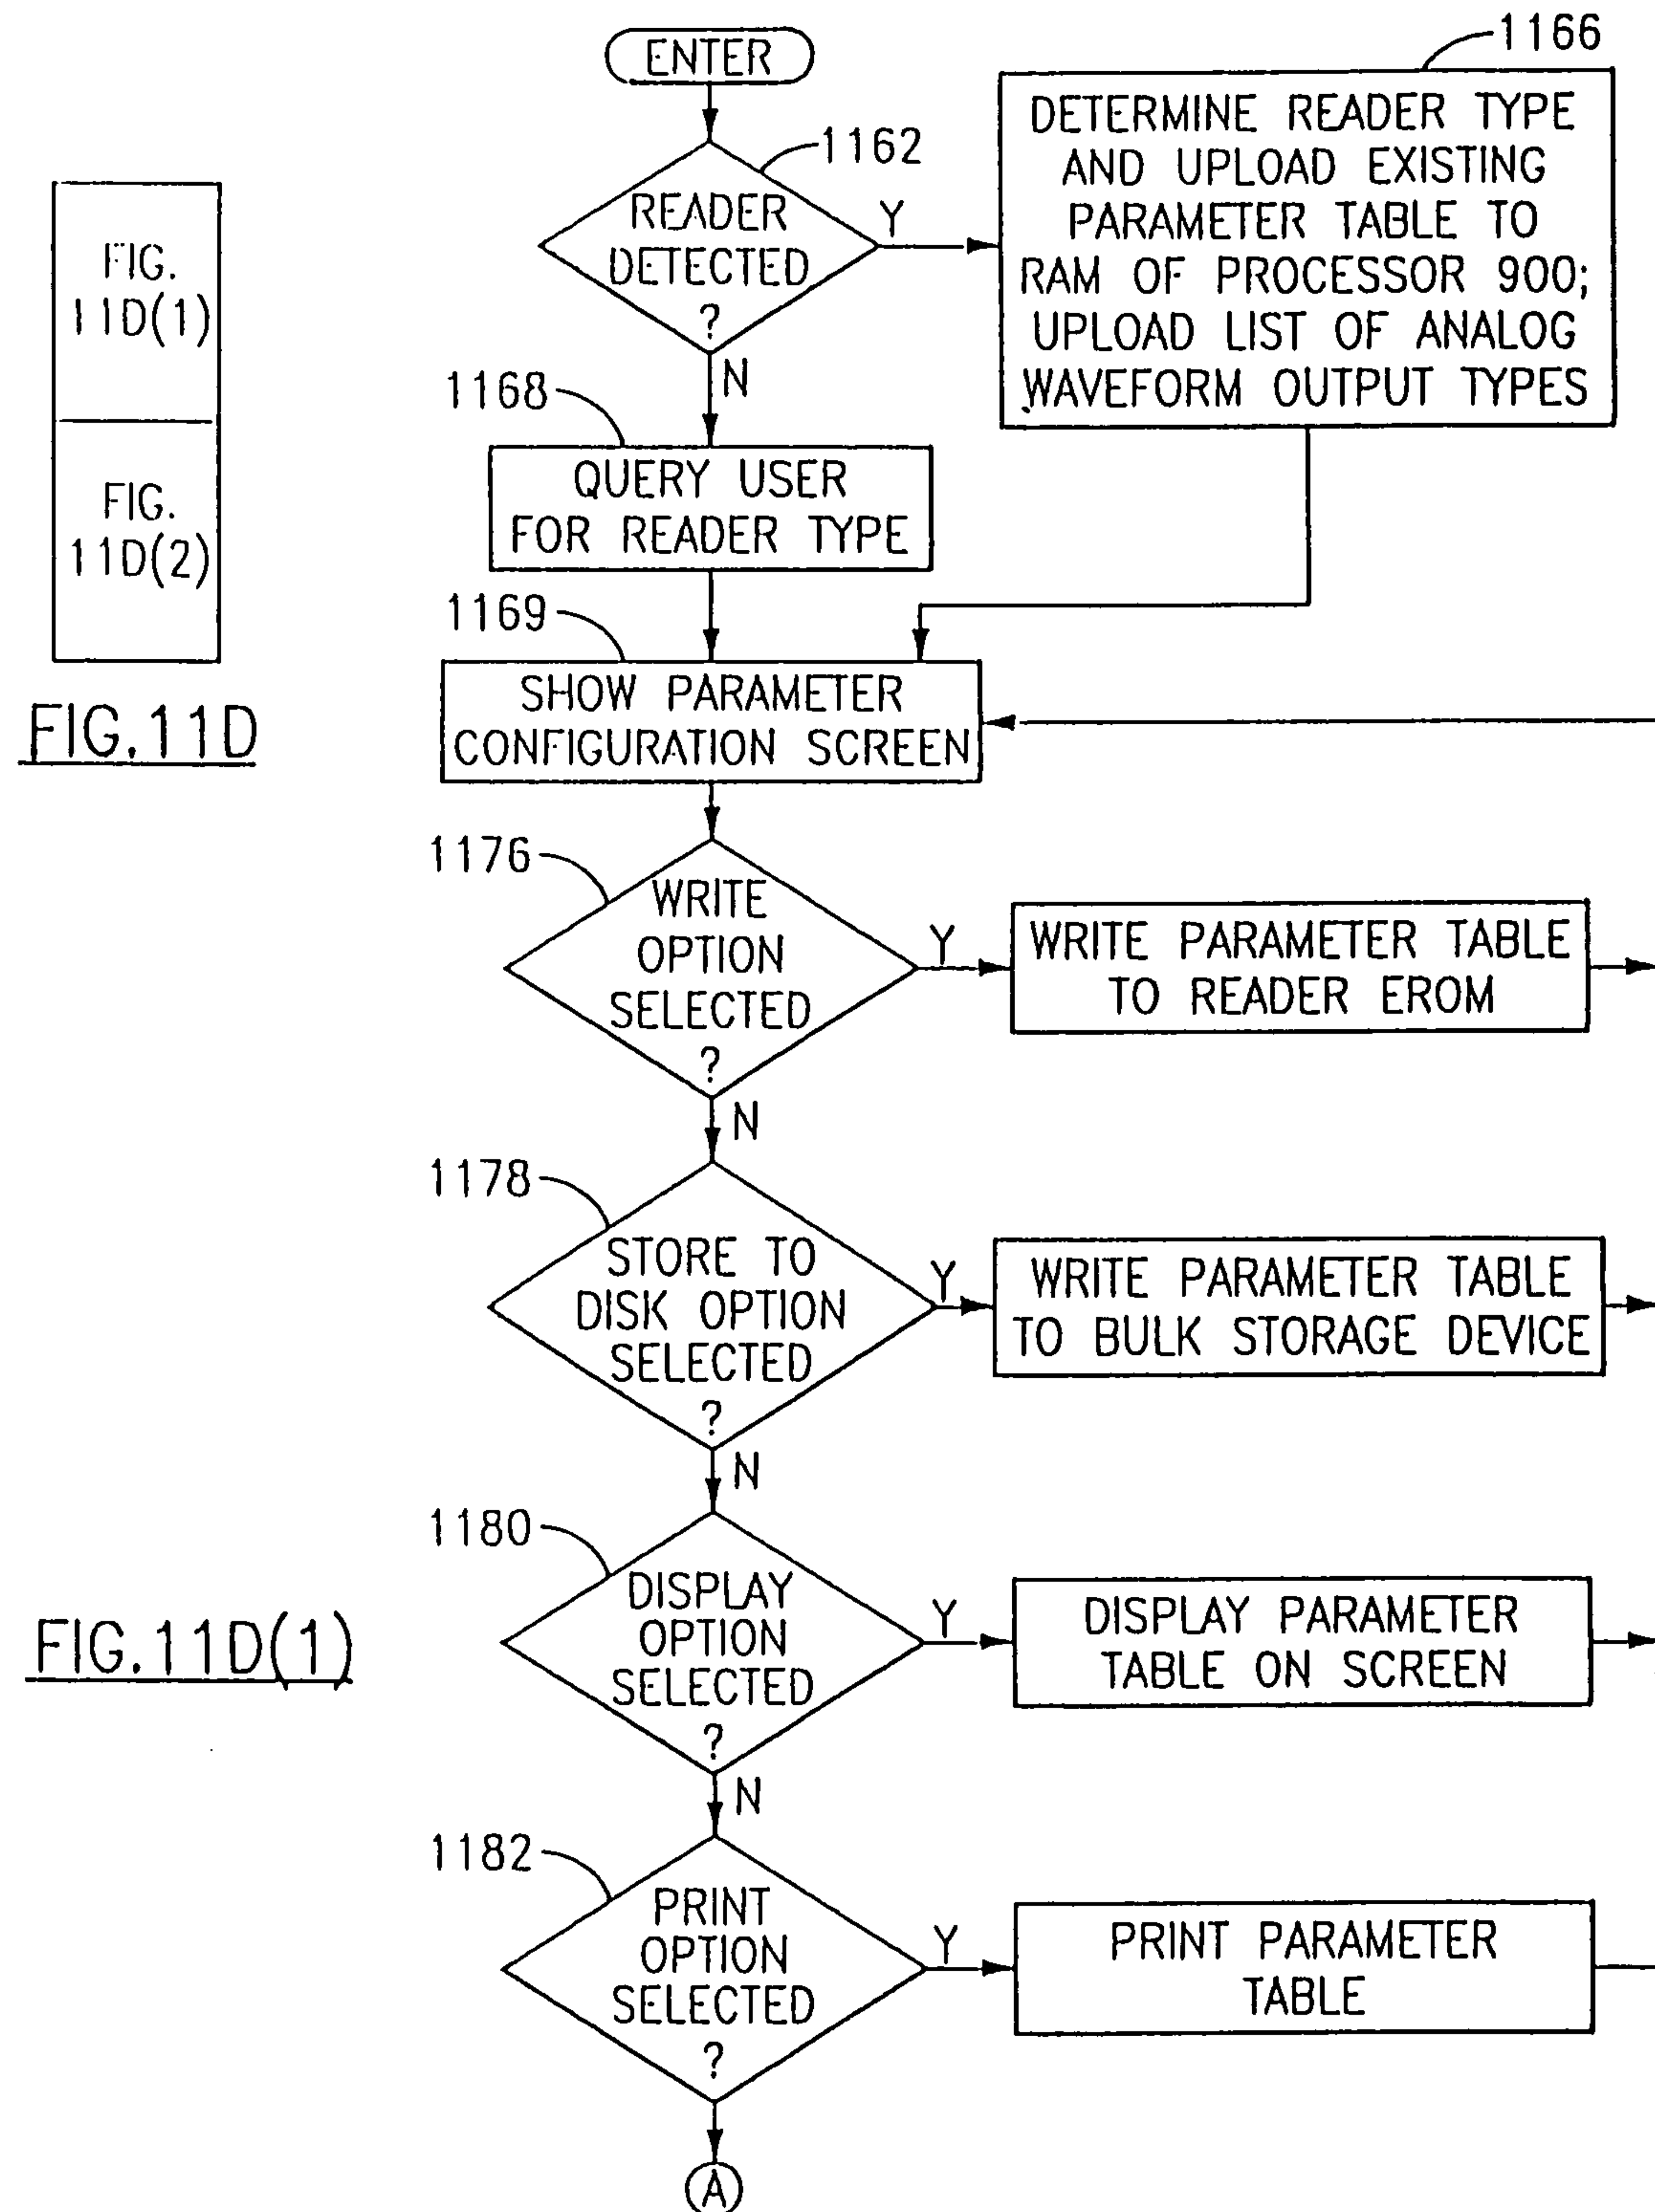 ENTER
1166
1162
READER
DETECTED
?
Y
N
DETERMINE READER TYPE
AND UPLOAD EXISTING
PARAMETER TABLE TO
RAM OF PROCESSOR 900;
UPLOAD LIST OF ANALOG
WAVEFORM OUTPUT TYPES
FIG.
11D(1)
FIG.
11D(2)
FIG.11D
1168
QUERY USER
FOR READER TYPE
1169
SHOW PARAMETER
CONFIGURATION SCREEN
1176
WRITE
OPTION
SELECTED
?
Y
N
WRITE PARAMETER TABLE
TO READER EROM
1178
STORE TO
DISK OPTION
SELECTED
?
Y
N
WRITE PARAMETER TABLE
TO BULK STORAGE DEVICE
1180
DISPLAY
OPTION
SELECTED
?
Y
N
DISPLAY PARAMETER
TABLE ON SCREEN
FIG.11D(1)
1182
PRINT
OPTION
SELECTED
?
Y
PRINT PARAMETER
TABLE
A